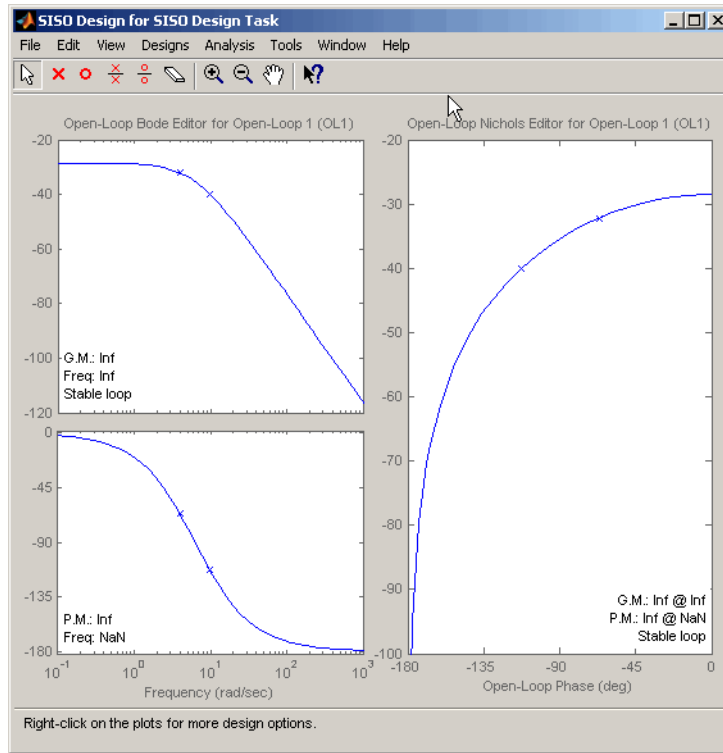 SISO Design for SISO Design Task
File Edit View Designs Analysis Tools Window Help
Open-Loop Bode Editor for Open-Loop 1 (OL1)
-20
-40
-60
-80
-100
-120
G.M.: Inf
Freq: Inf
Stable loop
0
-45
-90
-135
-180
P.M.: Inf
Freq: NaN
10^-1 10^0 10^1 10^2 10^3
Frequency (rad/sec)
Open-Loop Nichols Editor for Open-Loop 1 (OL1)
-20
-30
-40
-50
-60
-70
-80
-90
-100
G.M.: Inf @ Inf
P.M.: Inf @ NaN
Stable loop
-180 -135 -90 -45 0
Open-Loop Phase (deg)
Right-click on the plots for more design options.